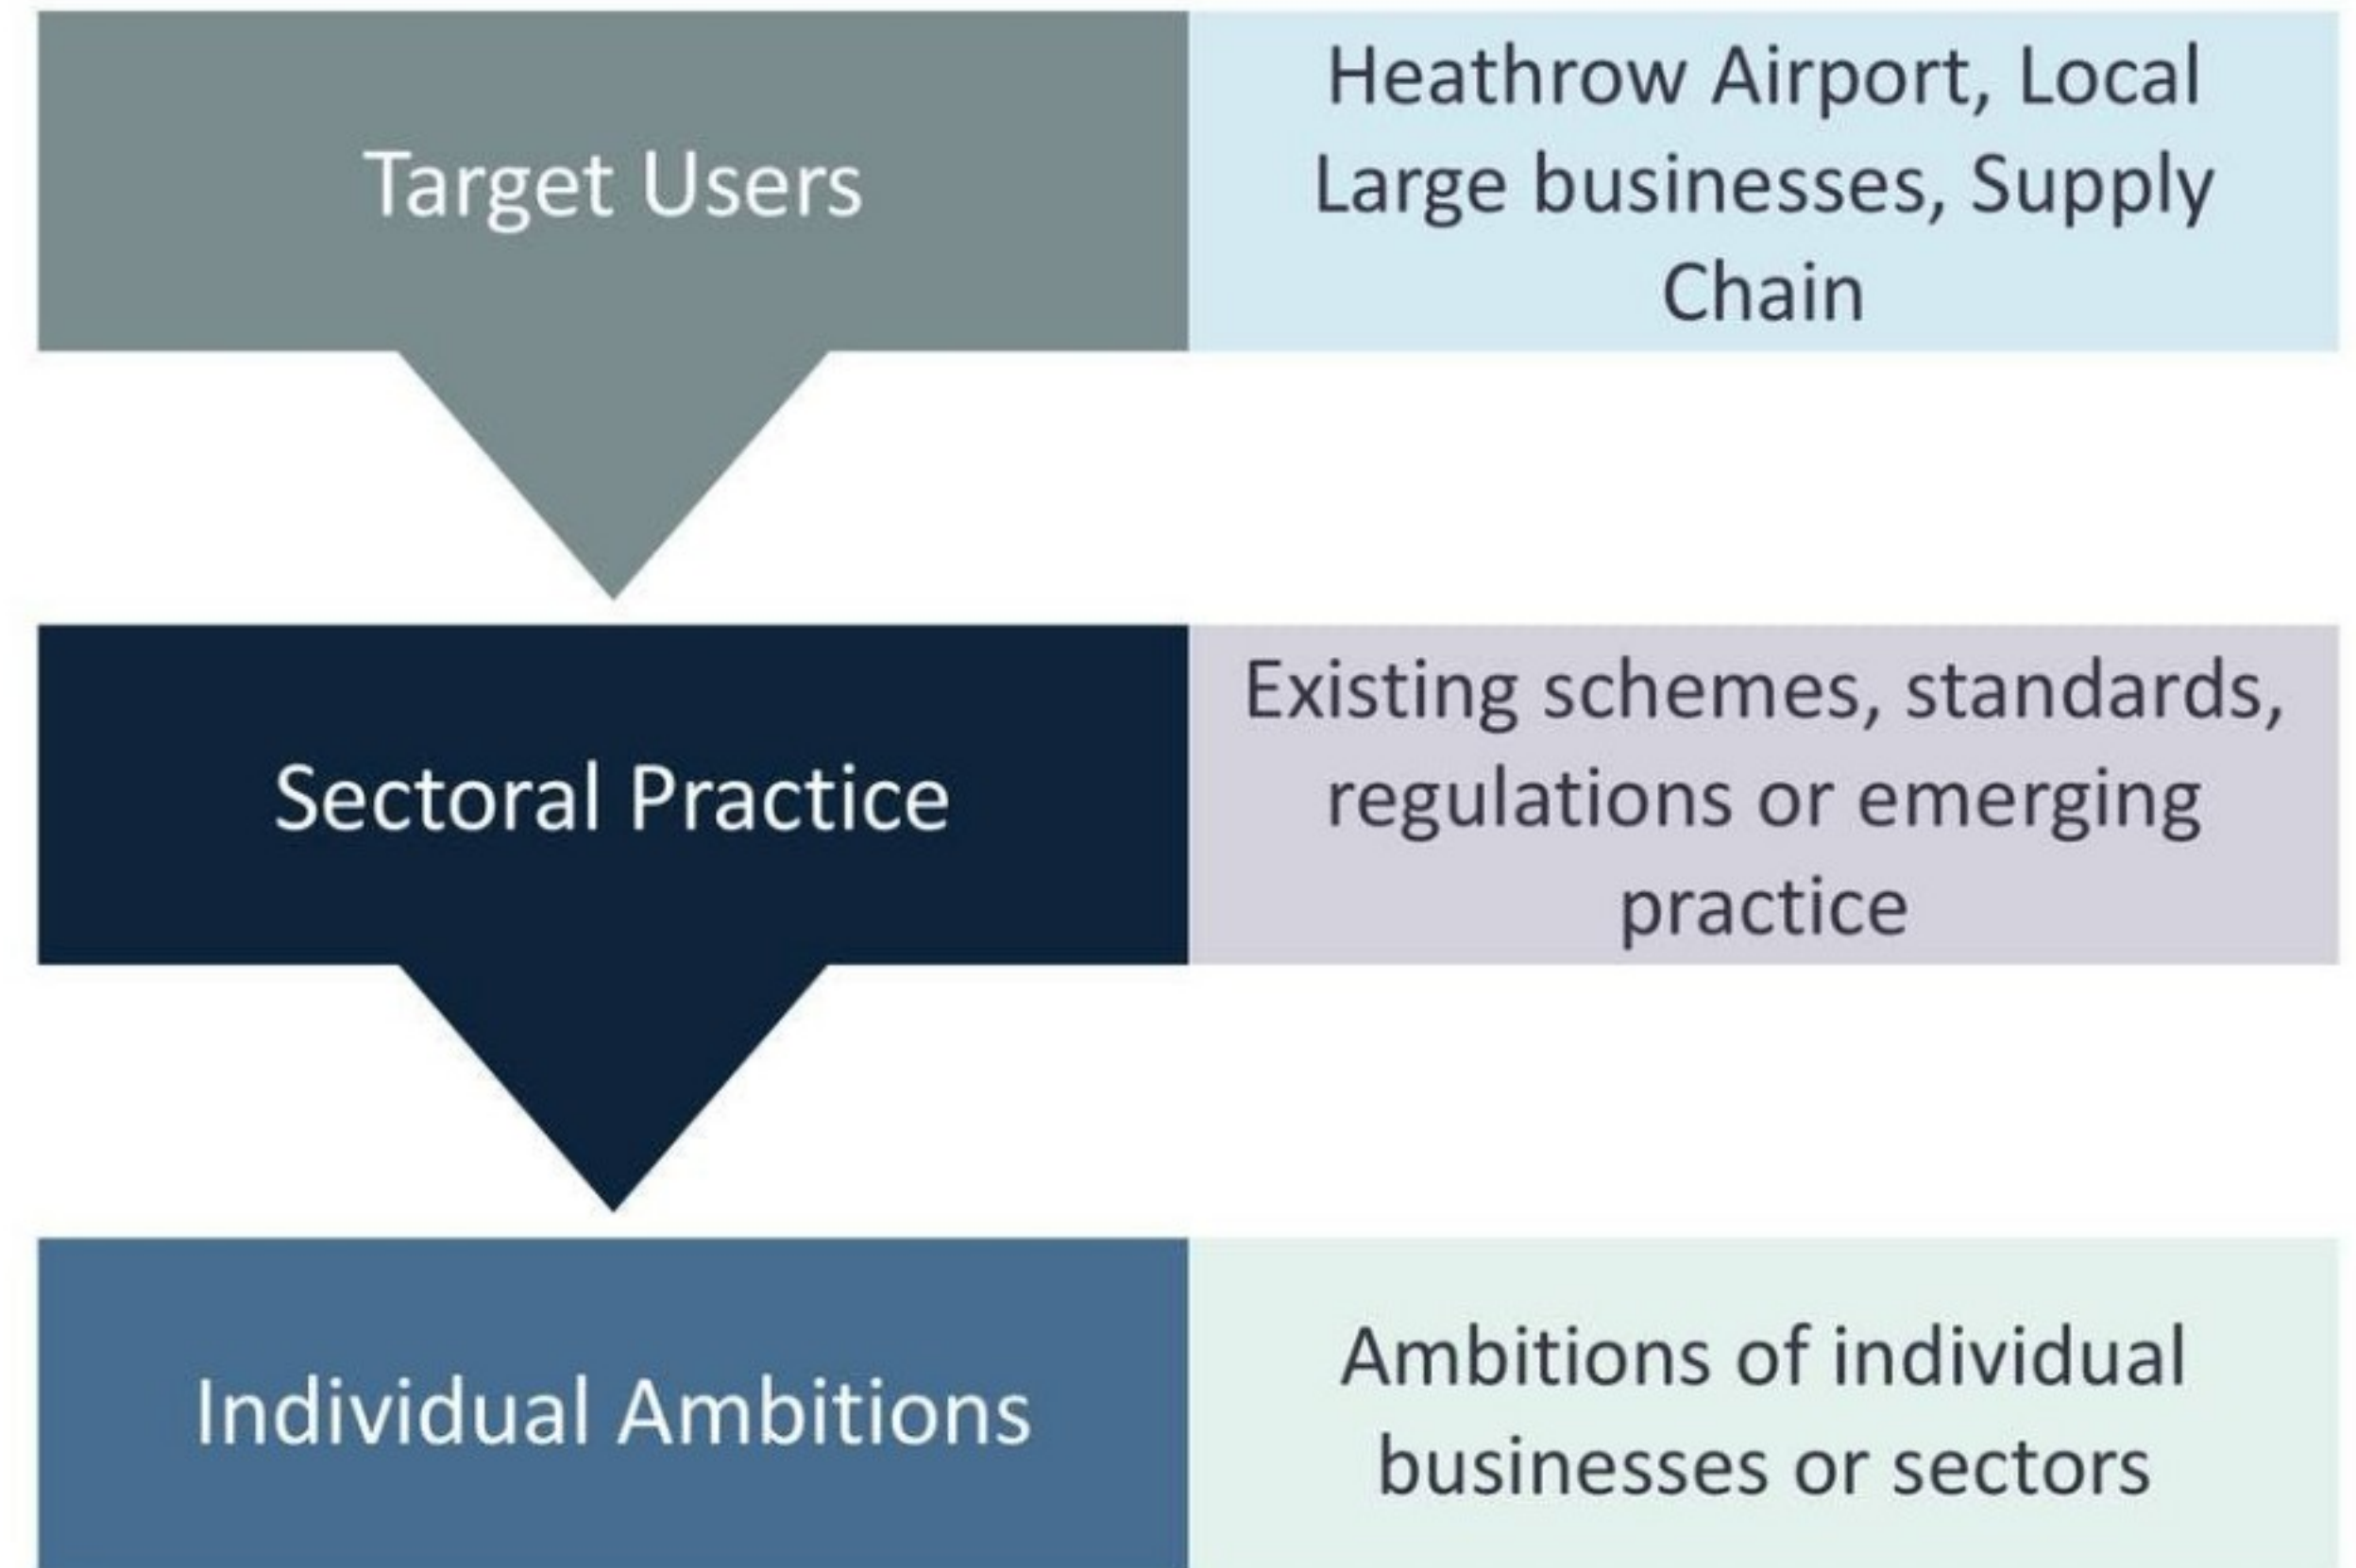 Target Users
Heathrow Airport, Local
Large businesses, Supply
Chain
Sectoral Practice
Existing schemes, standards,
regulations or emerging
practice
Individual Ambitions
Ambitions of individual
businesses or sectors